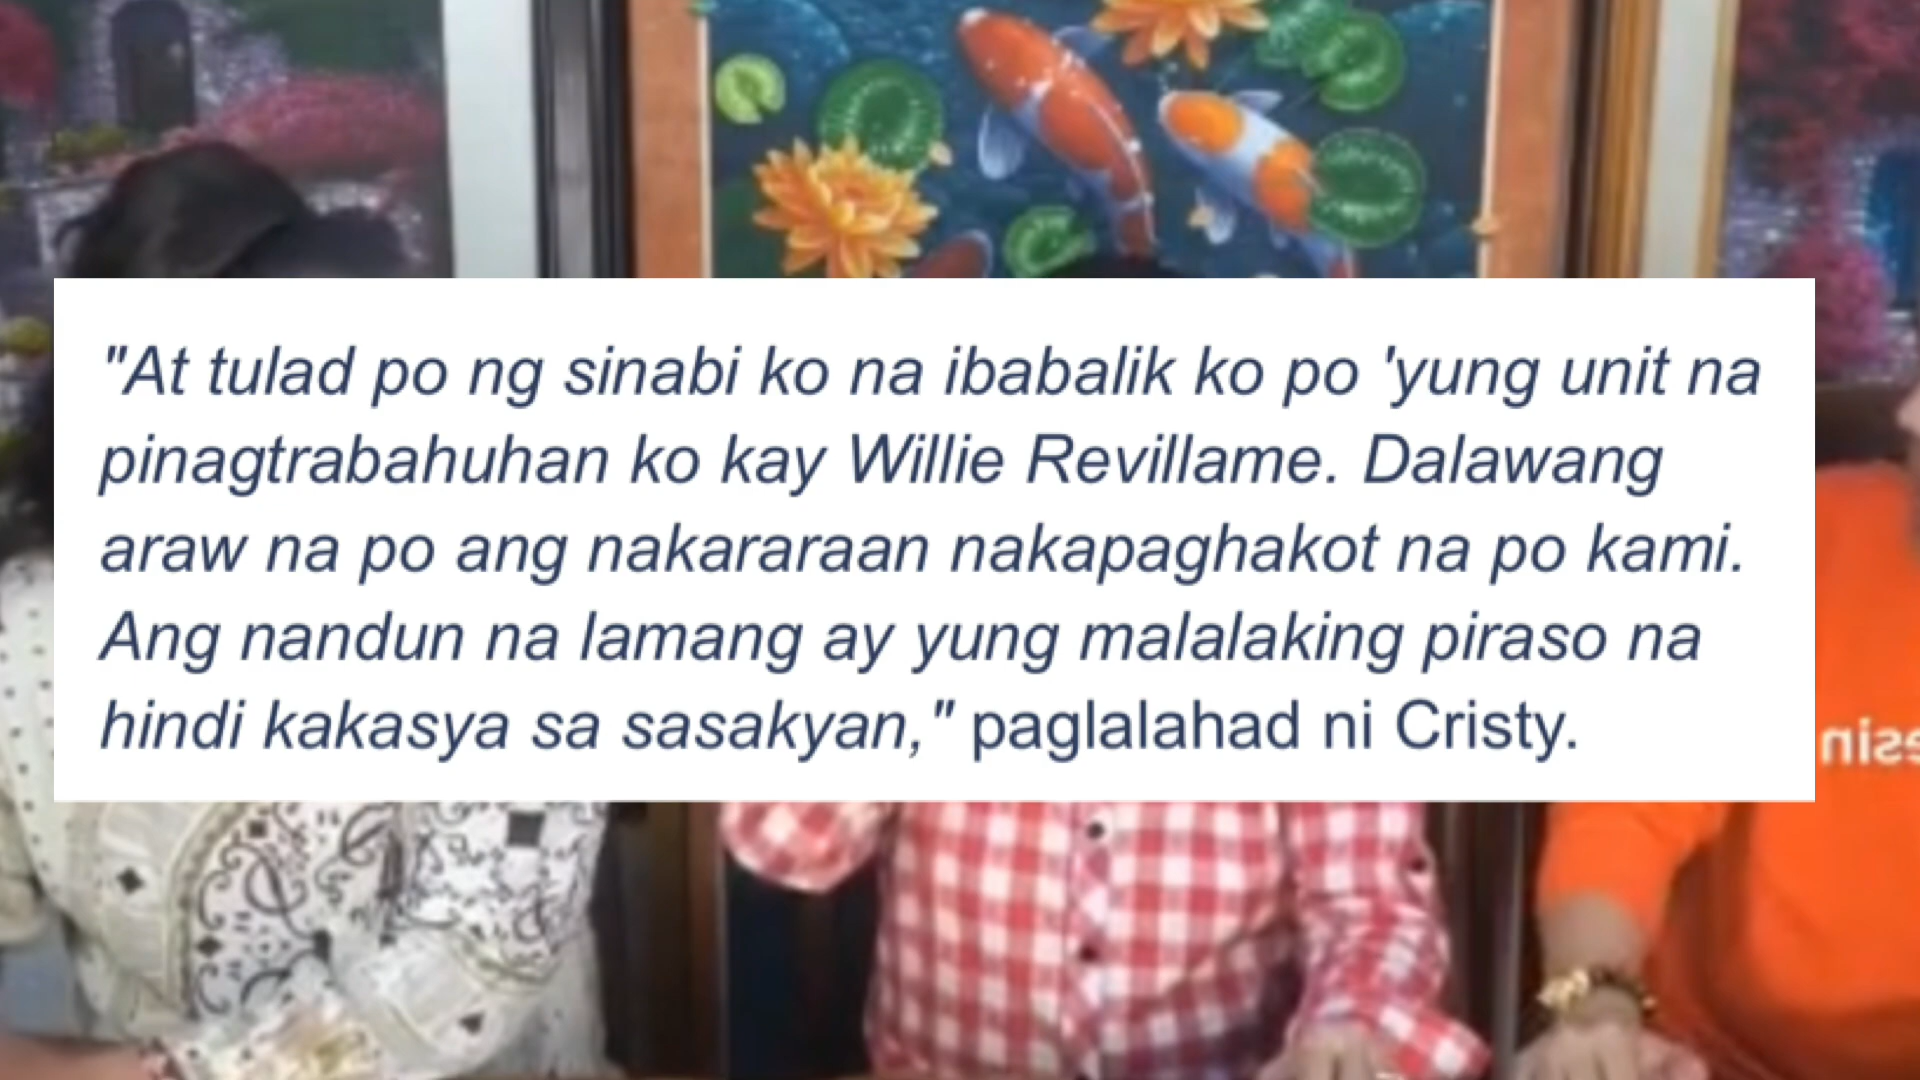 "At tulad po ng sinabi ko na ibabalik ko po 'yung unit na
pinagtrabahuhan ko kay Willie Revillame. Dalawang
araw na po ang nakararaan nakapaghakot na po kami.
Ang nandun na lamang ay yung malalaking piraso na
hindi kakasya sa sasakyan," paglalahad ni Cristy.